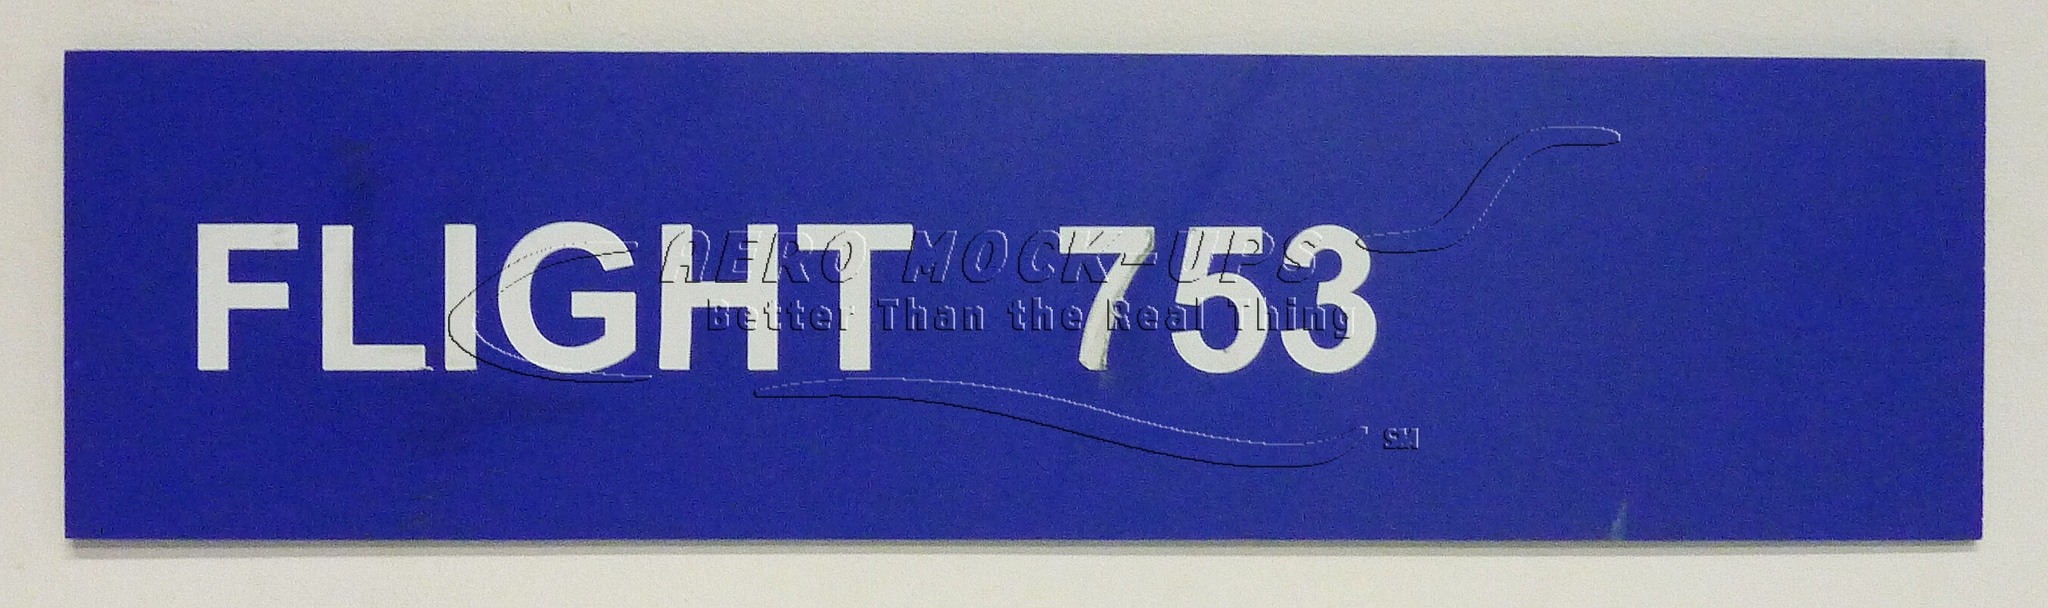 FLIGHT 753
AERO MOCK-UPS
Better Than the Real Thing
SM